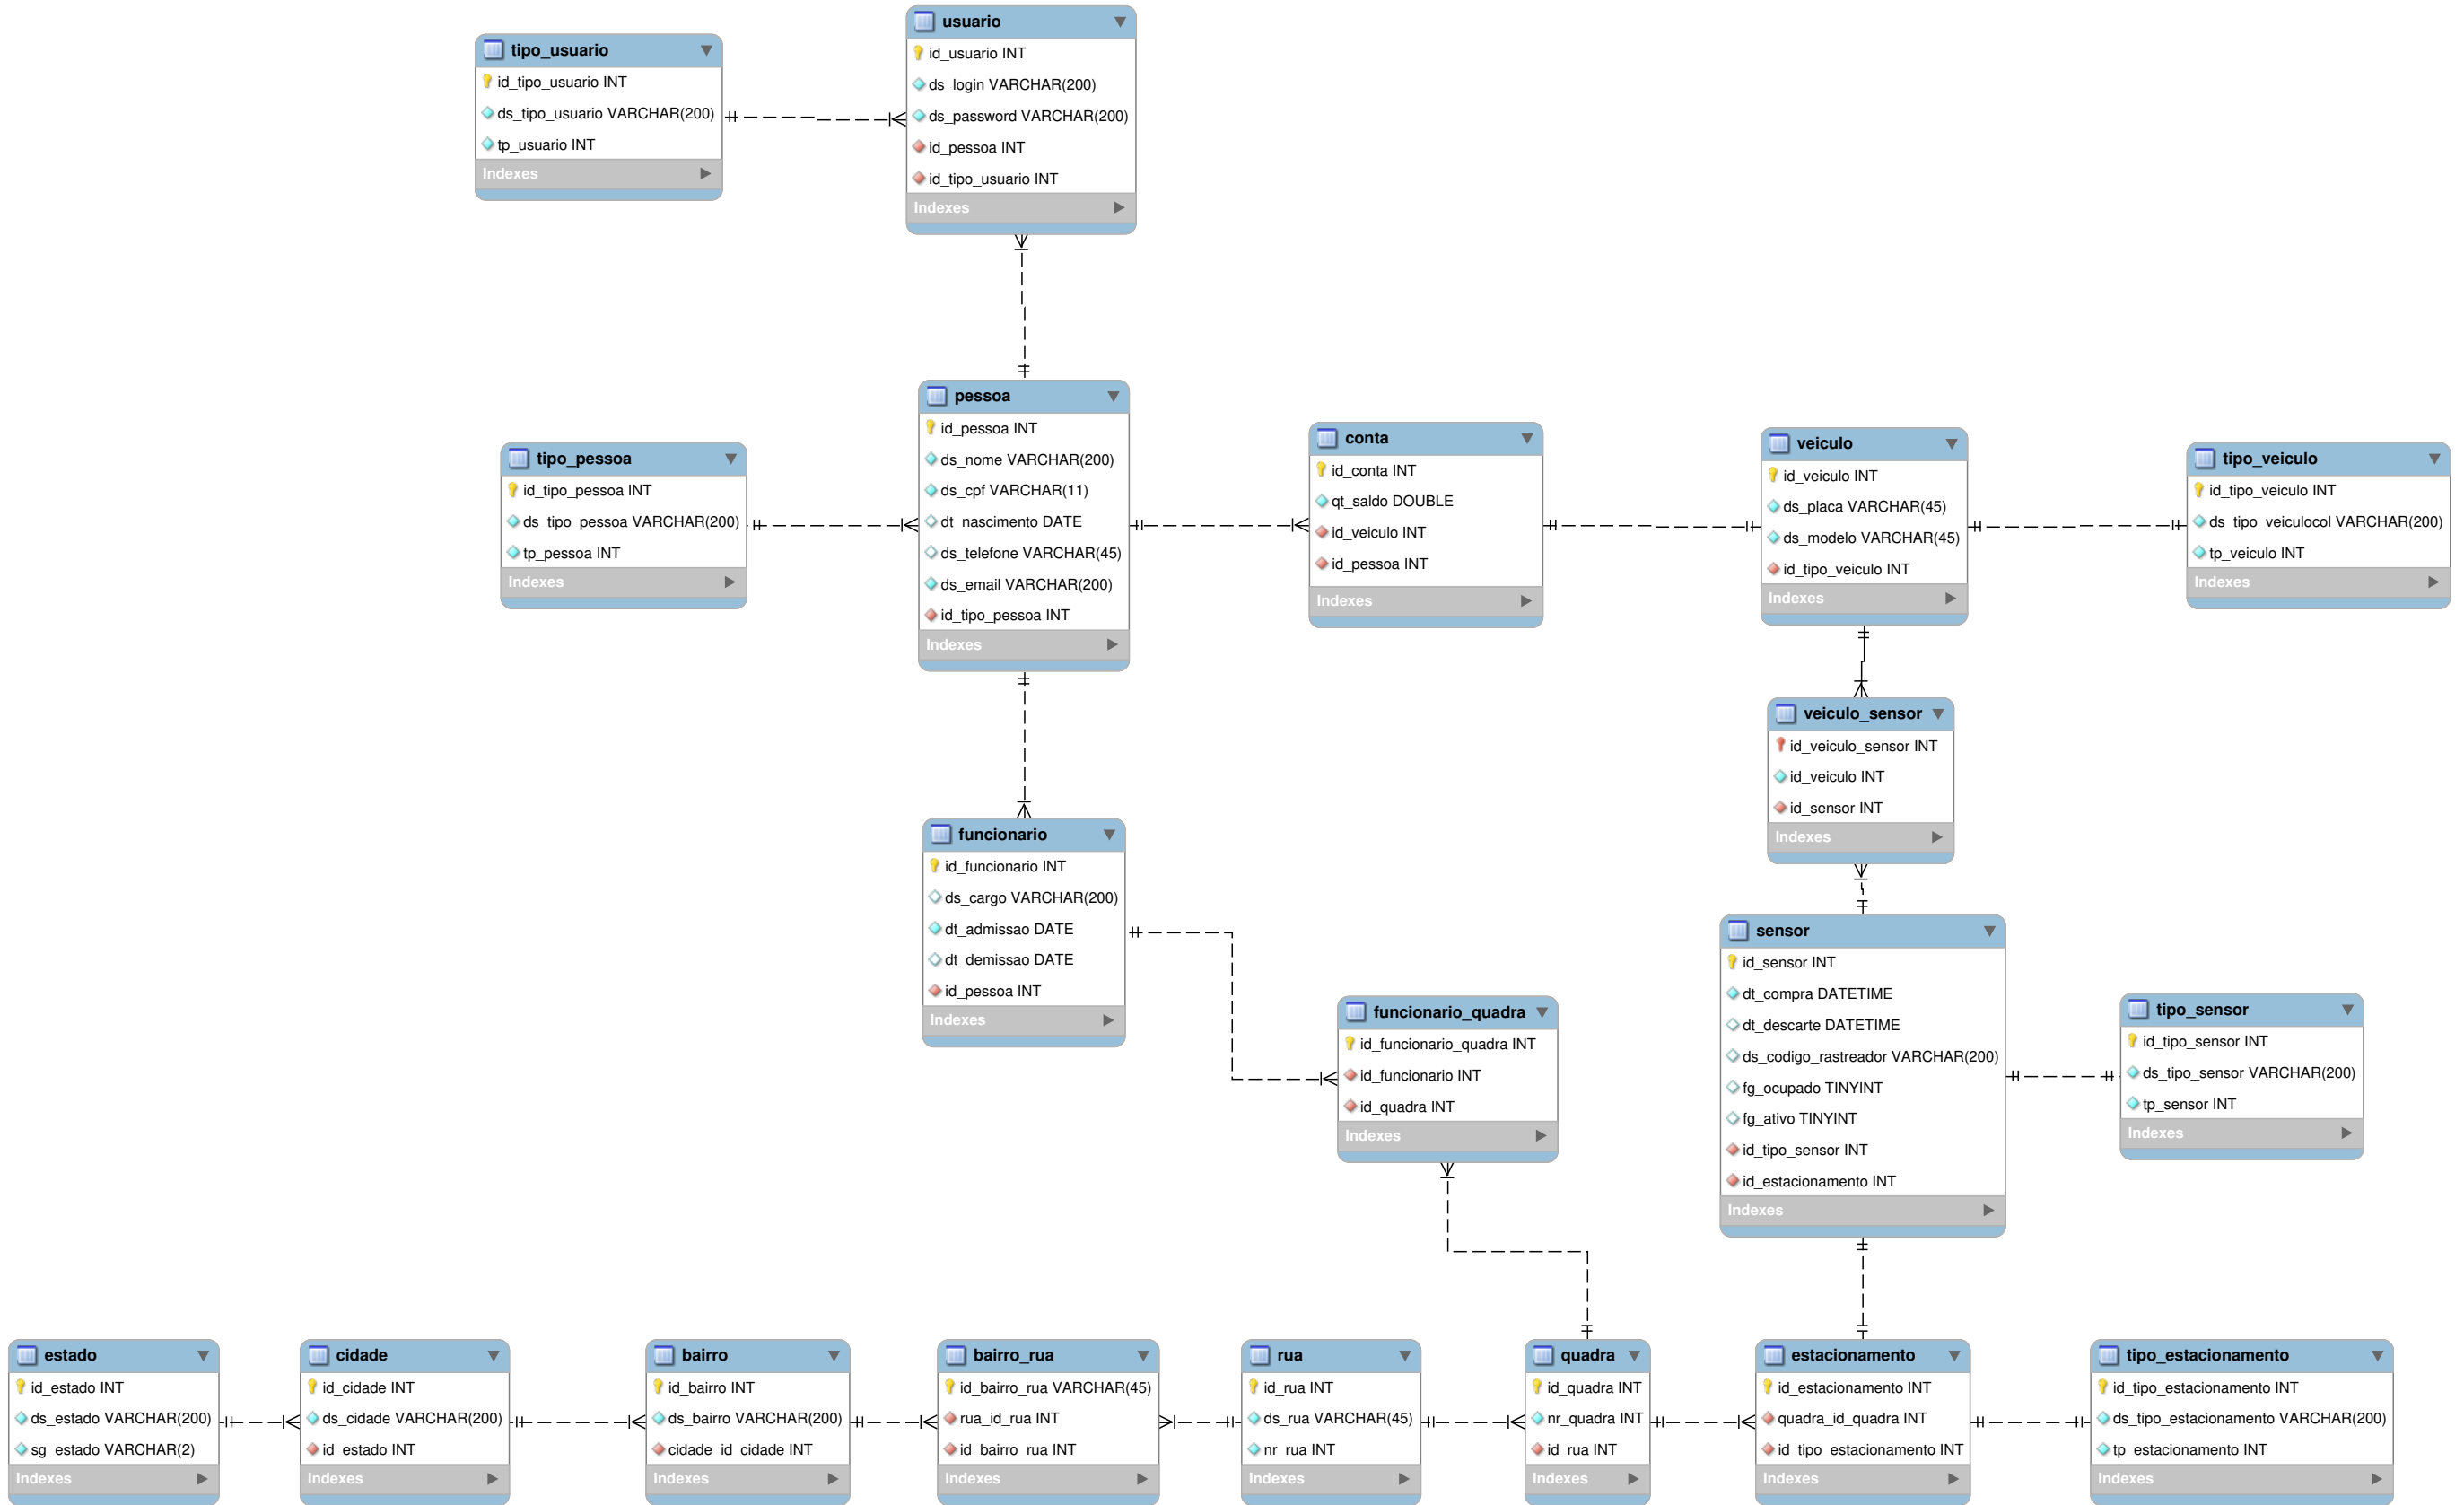 usuario
id_usuario INT
ds_login VARCHAR(200)
ds_password VARCHAR(200)
id_pessoa INT
id_tipo_usuario INT
Indexes
tipo_usuario
id_tipo_usuario INT
ds_tipo_usuario VARCHAR(200)
tp_usuario INT
Indexes
pessoa
id_pessoa INT
ds_nome VARCHAR(200)
ds_cpf VARCHAR(11)
dt_nascimento DATE
ds_telefone VARCHAR(45)
ds_email VARCHAR(200)
id_tipo_pessoa INT
Indexes
tipo_pessoa
id_tipo_pessoa INT
ds_tipo_pessoa VARCHAR(200)
tp_pessoa INT
Indexes
conta
id_conta INT
qt_saldo DOUBLE
id_veiculo INT
id_pessoa INT
Indexes
veiculo
id_veiculo INT
ds_placa VARCHAR(45)
ds_modelo VARCHAR(45)
id_tipo_veiculo INT
Indexes
tipo_veiculo
id_tipo_veiculo INT
ds_tipo_veiculocol VARCHAR(200)
tp_veiculo INT
Indexes
veiculo_sensor
id_veiculo_sensor INT
id_veiculo INT
id_sensor INT
Indexes
funcionario
id_funcionario INT
ds_cargo VARCHAR(200)
dt_admissao DATE
dt_demissao DATE
id_pessoa INT
Indexes
funcionario_quadra
id_funcionario_quadra INT
id_funcionario INT
id_quadra INT
Indexes
sensor
id_sensor INT
dt_compra DATETIME
dt_descarte DATETIME
ds_codigo_rastreador VARCHAR(200)
fg_ocupado TINYINT
fg_ativo TINYINT
id_tipo_sensor INT
id_estacionamento INT
Indexes
tipo_sensor
id_tipo_sensor INT
ds_tipo_sensor VARCHAR(200)
tp_sensor INT
Indexes
estado
id_estado INT
ds_estado VARCHAR(200)
sg_estado VARCHAR(2)
Indexes
cidade
id_cidade INT
ds_cidade VARCHAR(200)
id_estado INT
Indexes
bairro
id_bairro INT
ds_bairro VARCHAR(200)
cidade_id_cidade INT
Indexes
bairro_rua
id_bairro_rua VARCHAR(45)
rua_id_rua INT
id_bairro_rua INT
Indexes
rua
id_rua INT
ds_rua VARCHAR(45)
nr_rua INT
Indexes
quadra
id_quadra INT
nr_quadra INT
id_rua INT
Indexes
estacionamento
id_estacionamento INT
quadra_id_quadra INT
id_tipo_estacionamento INT
Indexes
tipo_estacionamento
id_tipo_estacionamento INT
ds_tipo_estacionamento VARCHAR(200)
tp_estacionamento INT
Indexes